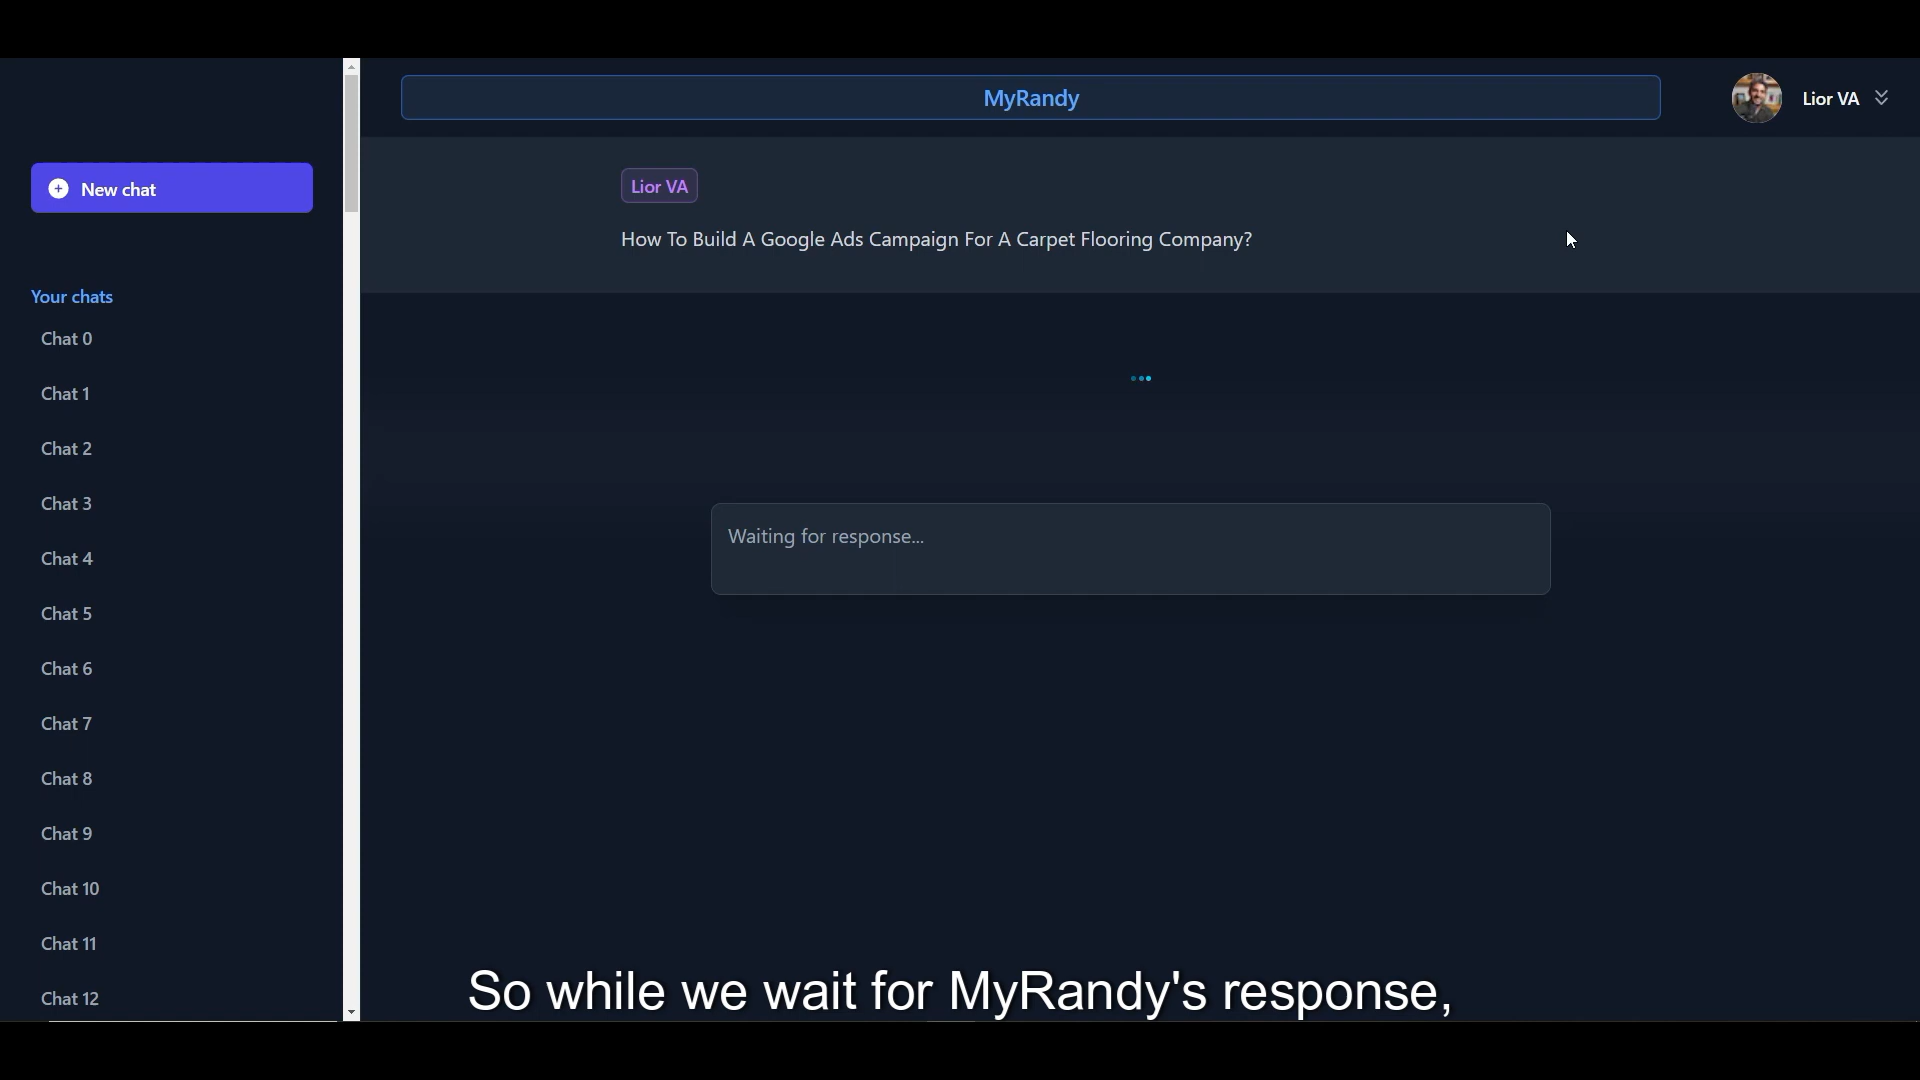 MyRandy
Lior VA
New chat
Lior VA
How To Build A Google Ads Campaign For A Carpet Flooring Company?
Your chats
Chat 0
Chat 1
Chat 2
Chat 3
Chat 4
Chat 5
Chat 6
Chat 7
Chat 8
Chat 9
Chat 10
Chat 11
Chat 12
Waiting for response...
So while we wait for MyRandy's response,